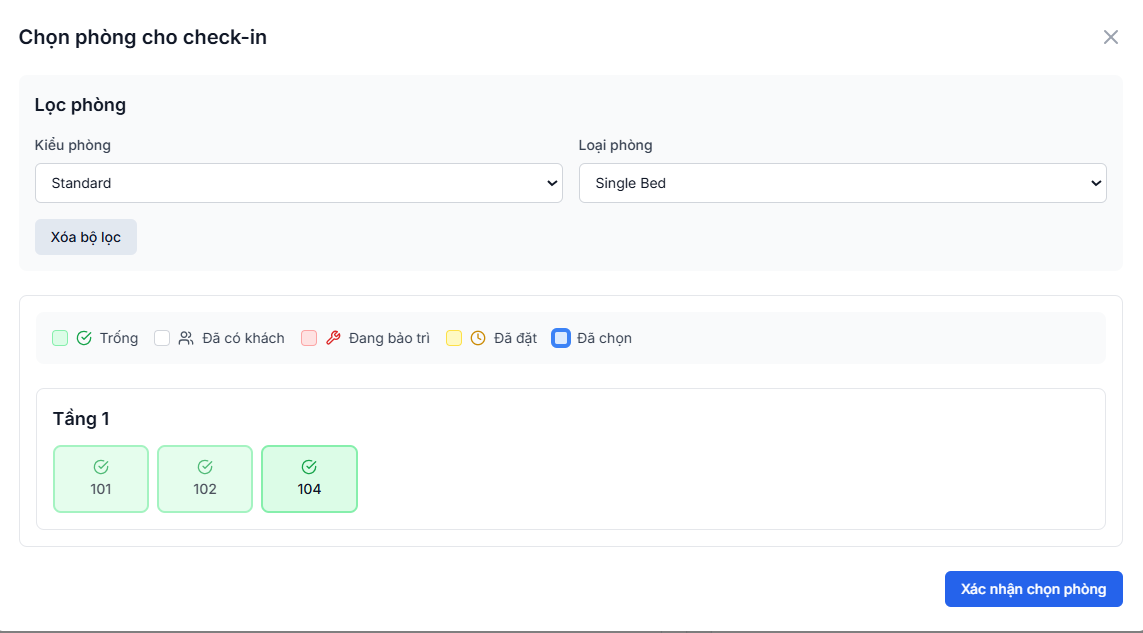 Chọn phòng cho check-in
Lọc phòng
Kiểu phòng
Loại phòng
Standard
Single Bed
Xóa bộ lọc
Trống
Đã có khách
Đang bảo trì
Đã đặt
Đã chọn
Tầng 1
101
102
104
Xác nhận chọn phòng